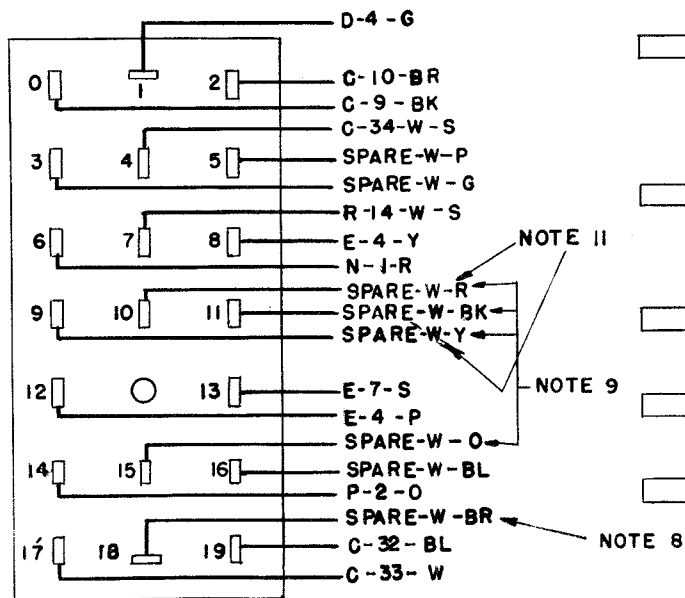 D-4-G
0 1 2 C-10-BR
C-9-BK
C-34-W-S
3 4 5 SPARE-W-P
SPARE-W-G
R-14-W-S
6 7 8 E-4-Y
NOTE 11
N-1-R
SPARE-W-R
9 10 11 SPARE-W-BK
SPARE-W-Y
12 13 E-7-S
NOTE 9
E-4-P
SPARE-W-O
14 15 16 SPARE-W-BL
P-2-O
SPARE-W-BR
17 18 19 C-32-BL
NOTE 8
C-33-W